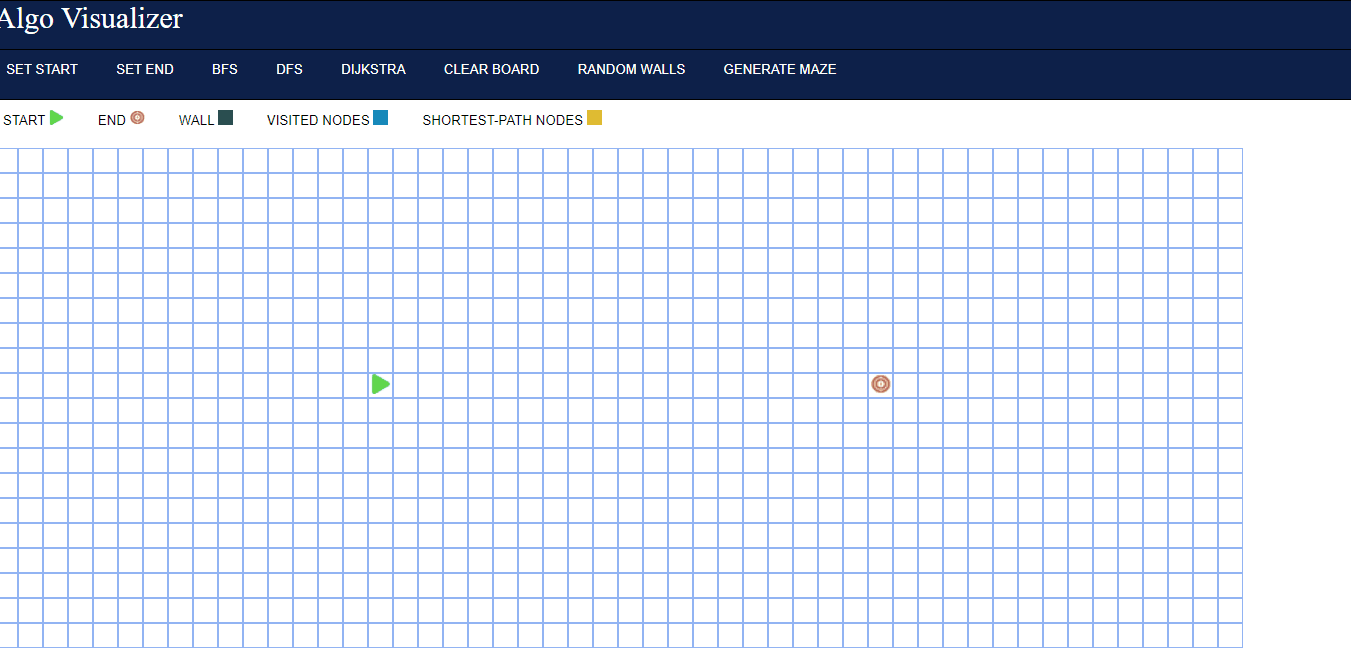 Algo Visualizer
SET START SET END BFS DFS DIJKSTRA CLEAR BOARD RANDOM WALLS GENERATE MAZE
START END WALL VISITED NODES SHORTEST-PATH NODES